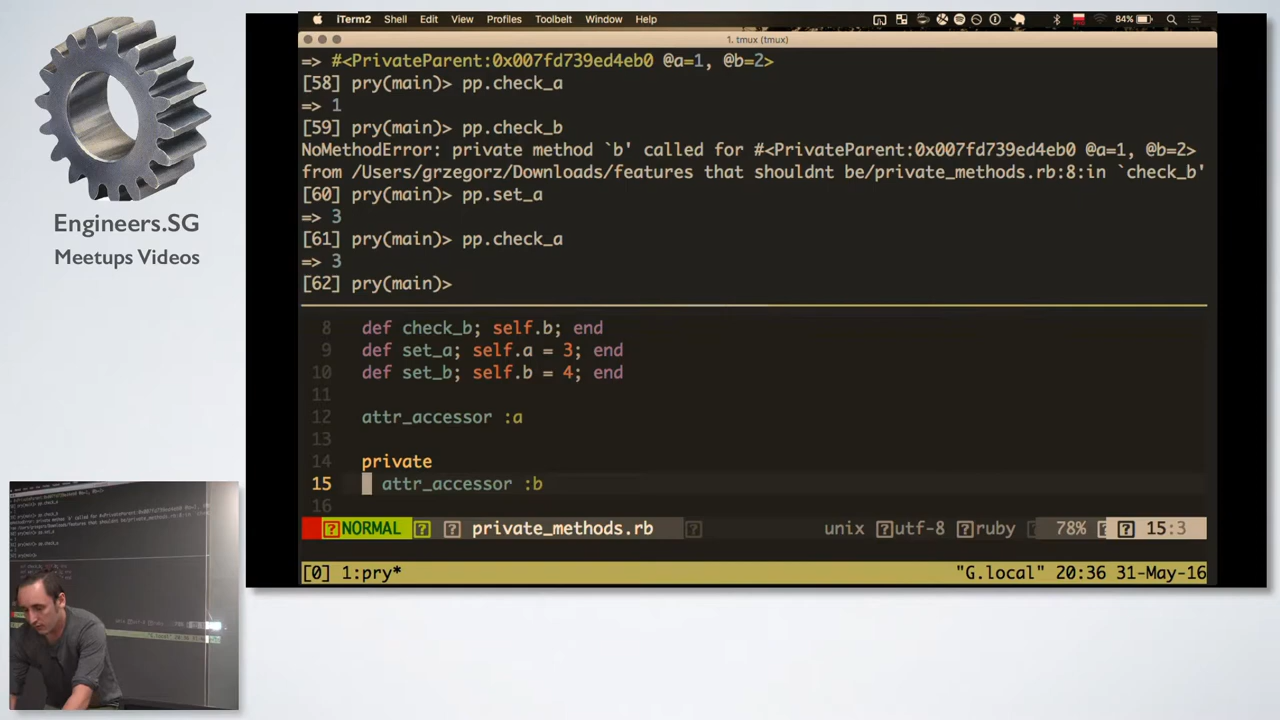 iTerm2 Shell Edit View Profiles Toolbelt Window Help 84%
1. tmux (tmux)
=> #<PrivateParent:0x007fd739ed4eb0 @a=1, @b=2>
[58] pry(main)> pp.check_a
=> 1
[59] pry(main)> pp.check_b
NoMethodError: private method `b' called for #<PrivateParent:0x007fd739ed4eb0 @a=1, @b=2>
from /Users/grzegorz/Downloads/features that shouldnt be/private_methods.rb:8:in `check_b'
[60] pry(main)> pp.set_a
=> 3
[61] pry(main)> pp.check_a
=> 3
[62] pry(main)>
8 def check_b; self.b; end
9 def set_a; self.a = 3; end
10 def set_b; self.b = 4; end
11
12 attr_accessor :a
13
14 private
15 attr_accessor :b
16
NORMAL private_methods.rb unix utf-8 ruby 78% 15:3
[0] 1:pry* "G.local" 20:36 31-May-16
Engineers.SG
Meetups Videos